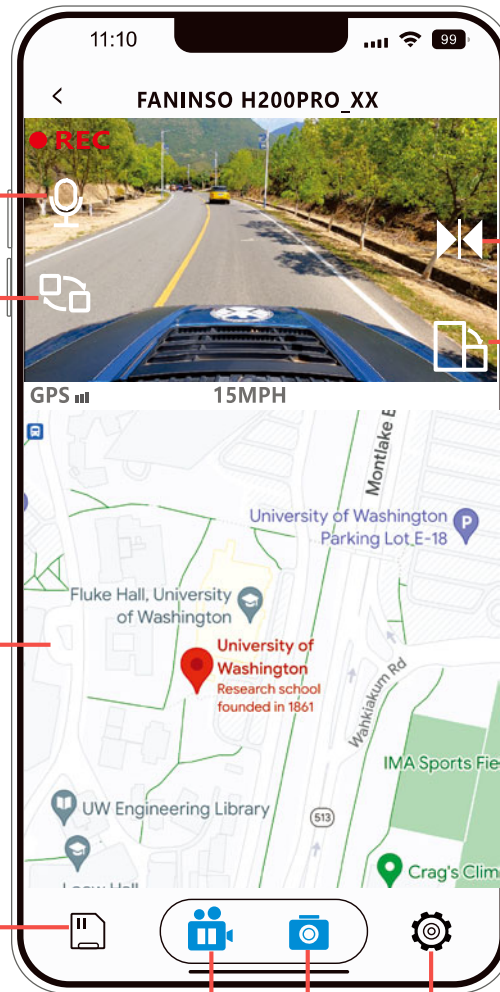 11:10
99
FANINSO H200PRO_XX
REC
GPS
15MPH
Montlake
University of Washington
Parking Lot E-18
P
Fluke Hall, University
of Washington
University of
Washington
Research school
founded in 1861
Wahkiakum Rd
IMA Sports Fie
UW Engineering Library
513
Crag's Clim